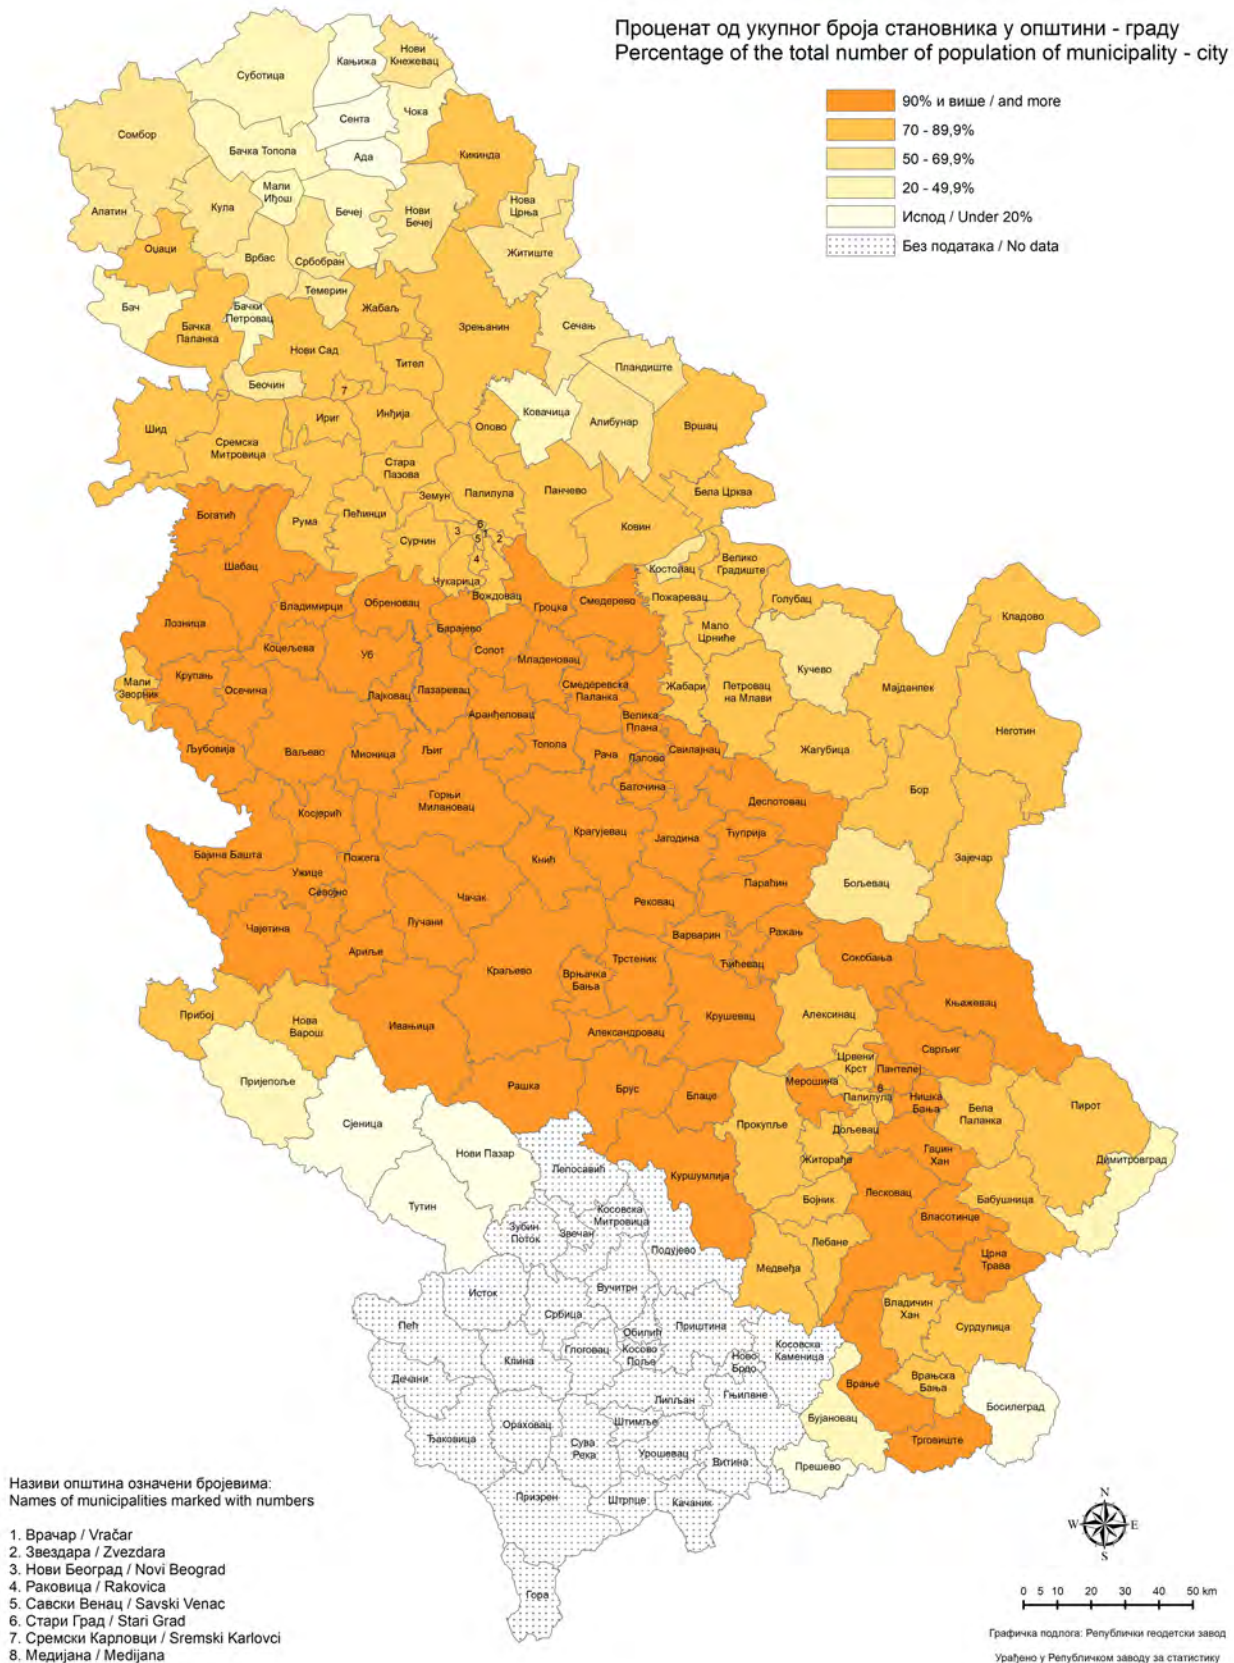 Проценат од укупног броја становника у општини - граду
Percentage of the total number of population of municipality - city
90% и више / and more
70 - 89,9%
50 - 69,9%
20 - 49,9%
Испод / Under 20%
Без података / No data
Суботица
Кањижа
Нови
Кнежевац
Сента
Чока
Сомбор
Бачка Топола
Ада
Кикинда
Мали
Иђош
Апатин
Кула
Бечеј
Нови
Бечеј
Нова
Црња
Оџаци
Врбас
Србобран
Житиште
Темерин
Бач
Бачки
Петровац
Жабаљ
Бачка
Паланка
Зрењанин
Сечањ
Нови Сад
Тител
Пландиште
Беочин
7
Ковачица
Шид
Ириг
Инђија
Опово
Алибунар
Вршац
Сремска
Митровица
Стара
Пазова
Земун
Палилула
Панчево
Бела Црква
Богатић
Рума
Пећинци
Сурчин
3
6
1
5
2
4
Ковин
Шабац
Чукарица
Вождовац
Костолац
Велико
Градиште
Владимирци
Обреновац
Гроцка
Смедерево
Пожаревац
Голубац
Кладово
Лозница
Барајево
Мало
Црниће
Коцељева
Уб
Сопот
Младеновац
Кучево
Мали
Зворник
Крупањ
Осечина
Лајковац
Лазаревац
Смедеревска
Паланка
Жабари
Петровац
на Млави
Мајданпек
Аранђеловац
Велика
Плана
Неготин
Љубовија
Ваљево
Мионица
Љиг
Топола
Рача
Лапово
Свилајнац
Жагубица
Баточина
Бор
Горњи
Милановац
Деспотовац
Косјерић
Крагујевац
Јагодина
Ћуприја
Бајина Башта
Пожега
Кнић
Зајечар
Ужице
Севојно
Параћин
Бољевац
Чачак
Рековац
Чајетина
Лучани
Варварин
Ражањ
Ариље
Сокобања
Трстеник
Ћићевац
Краљево
Врњачка
Бања
Књажевац
Прибој
Нова
Варош
Ивањица
Крушевац
Алексинац
Александровац
Сврљиг
Црвени
Крст
Пантелеј
Пријепоље
Рашка
Брус
Блаце
Мерошина
8
Палилула
Нишка
Бања
Бела
Паланка
Пирот
Сјеница
Прокупље
Дољевац
Нови Пазар
Житорађа
Гаџин
Хан
Димитровград
Лепосавић
Куршумлија
Лесковац
Тутин
Бојник
Бабушница
Косовска
Митровица
Власотинце
Зубин
Поток
Звечан
Подујево
Лебане
Црна
Трава
Медвеђа
Исток
Вучитрн
Србица
Владичин
Хан
Пећ
Обилић
Приштина
Сурдулица
Косово
Поље
Глоговац
Косовска
Каменица
Клина
Ново
Брдо
Дечани
Врање
Врањска
Бања
Гњилане
Липљан
Босилеград
Ораховац
Штимље
Бујановац
Ђаковица
Сува
Река
Урошевац
Витина
Трговиште
Прешево
Призрен
Штрпце
Качаник
Гора
Називи општина означени бројевима:
Names of municipalities marked with numbers
1. Врачар / Vračar
2. Звездара / Zvezdara
3. Нови Београд / Novi Beograd
4. Раковица / Rakovica
5. Савски Венац / Savski Venac
6. Стари Град / Stari Grad
7. Сремски Карловци / Sremski Karlovci
8. Медијана / Medijana
N
W
E
S
0 5 10 20 30 40 50 km
Графичка подлога: Републички геодетски завод
Урађено у Републичком заводу за статистику